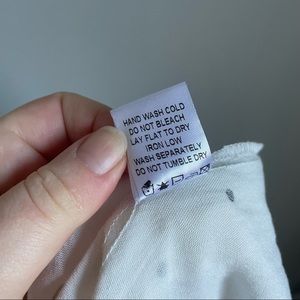 HAND WASH COLD
DO NOT BLEACH
LAY FLAT TO DRY
IRON LOW
WASH SEPARATELY
DO NOT TUMBLE DRY